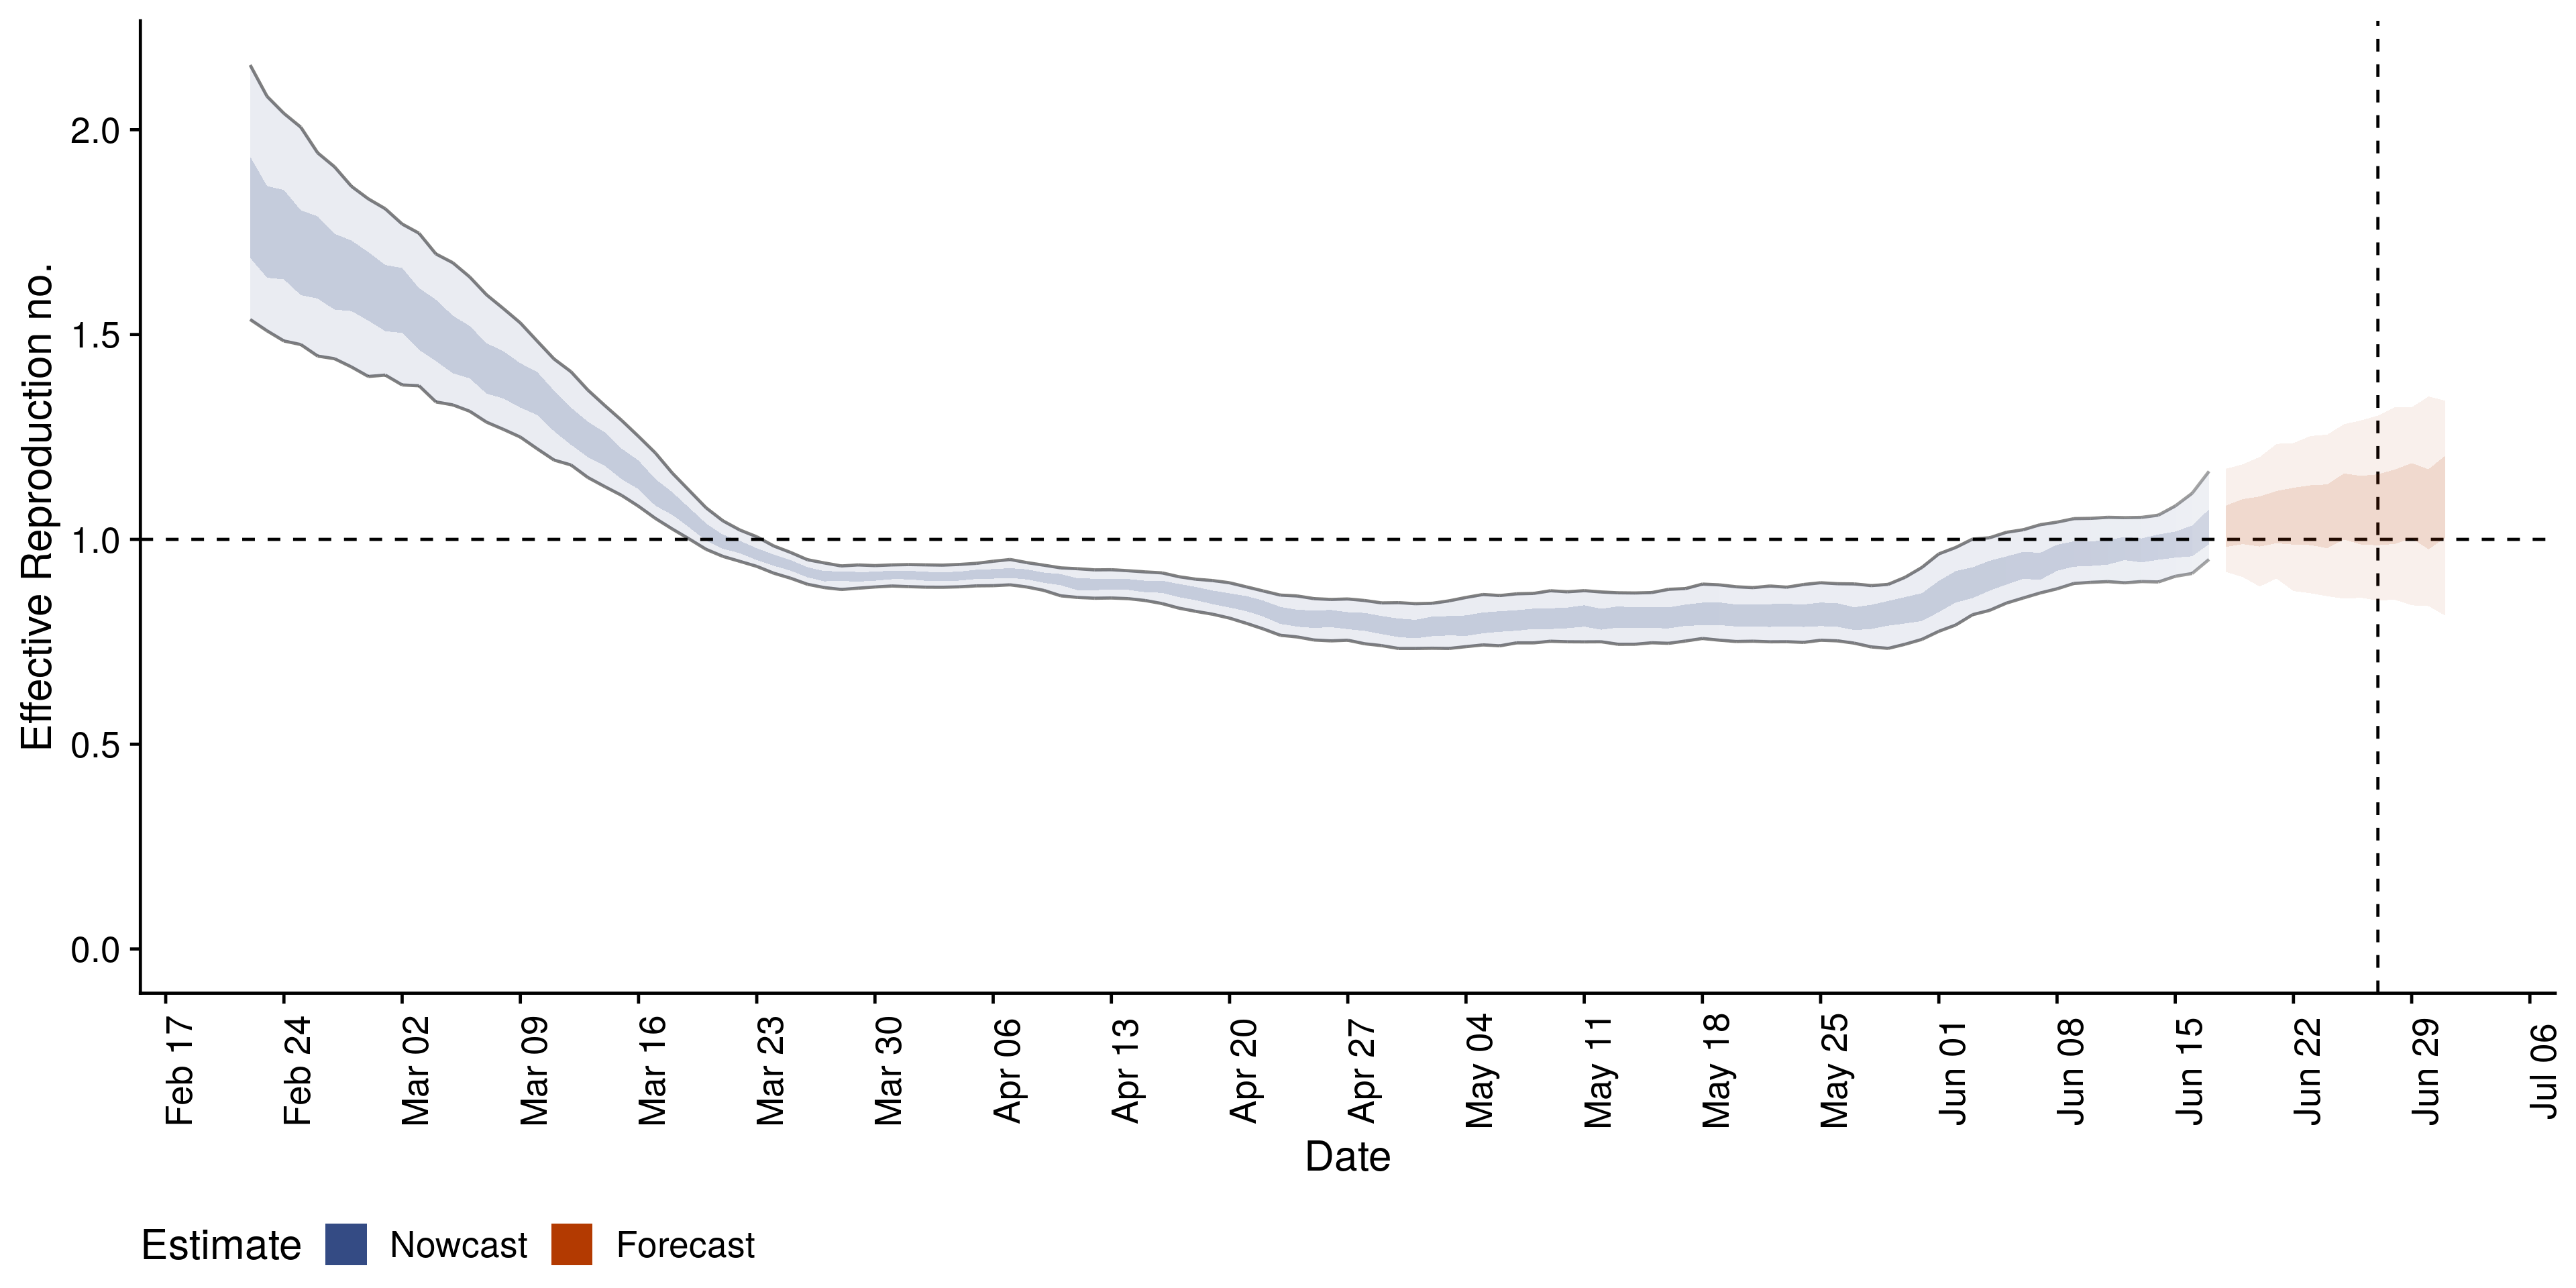 Effective Reproduction no.
2.0
1.5
1.0
0.5
0.0
Feb 17
Feb 24
Mar 02
Mar 09
Mar 16
Mar 23
Mar 30
Apr 06
Apr 13
Apr 20
Apr 27
May 04
May 11
May 18
May 25
Jun 01
Jun 08
Jun 15
Jun 22
Jun 29
Jul 06
Date
Estimate Nowcast Forecast